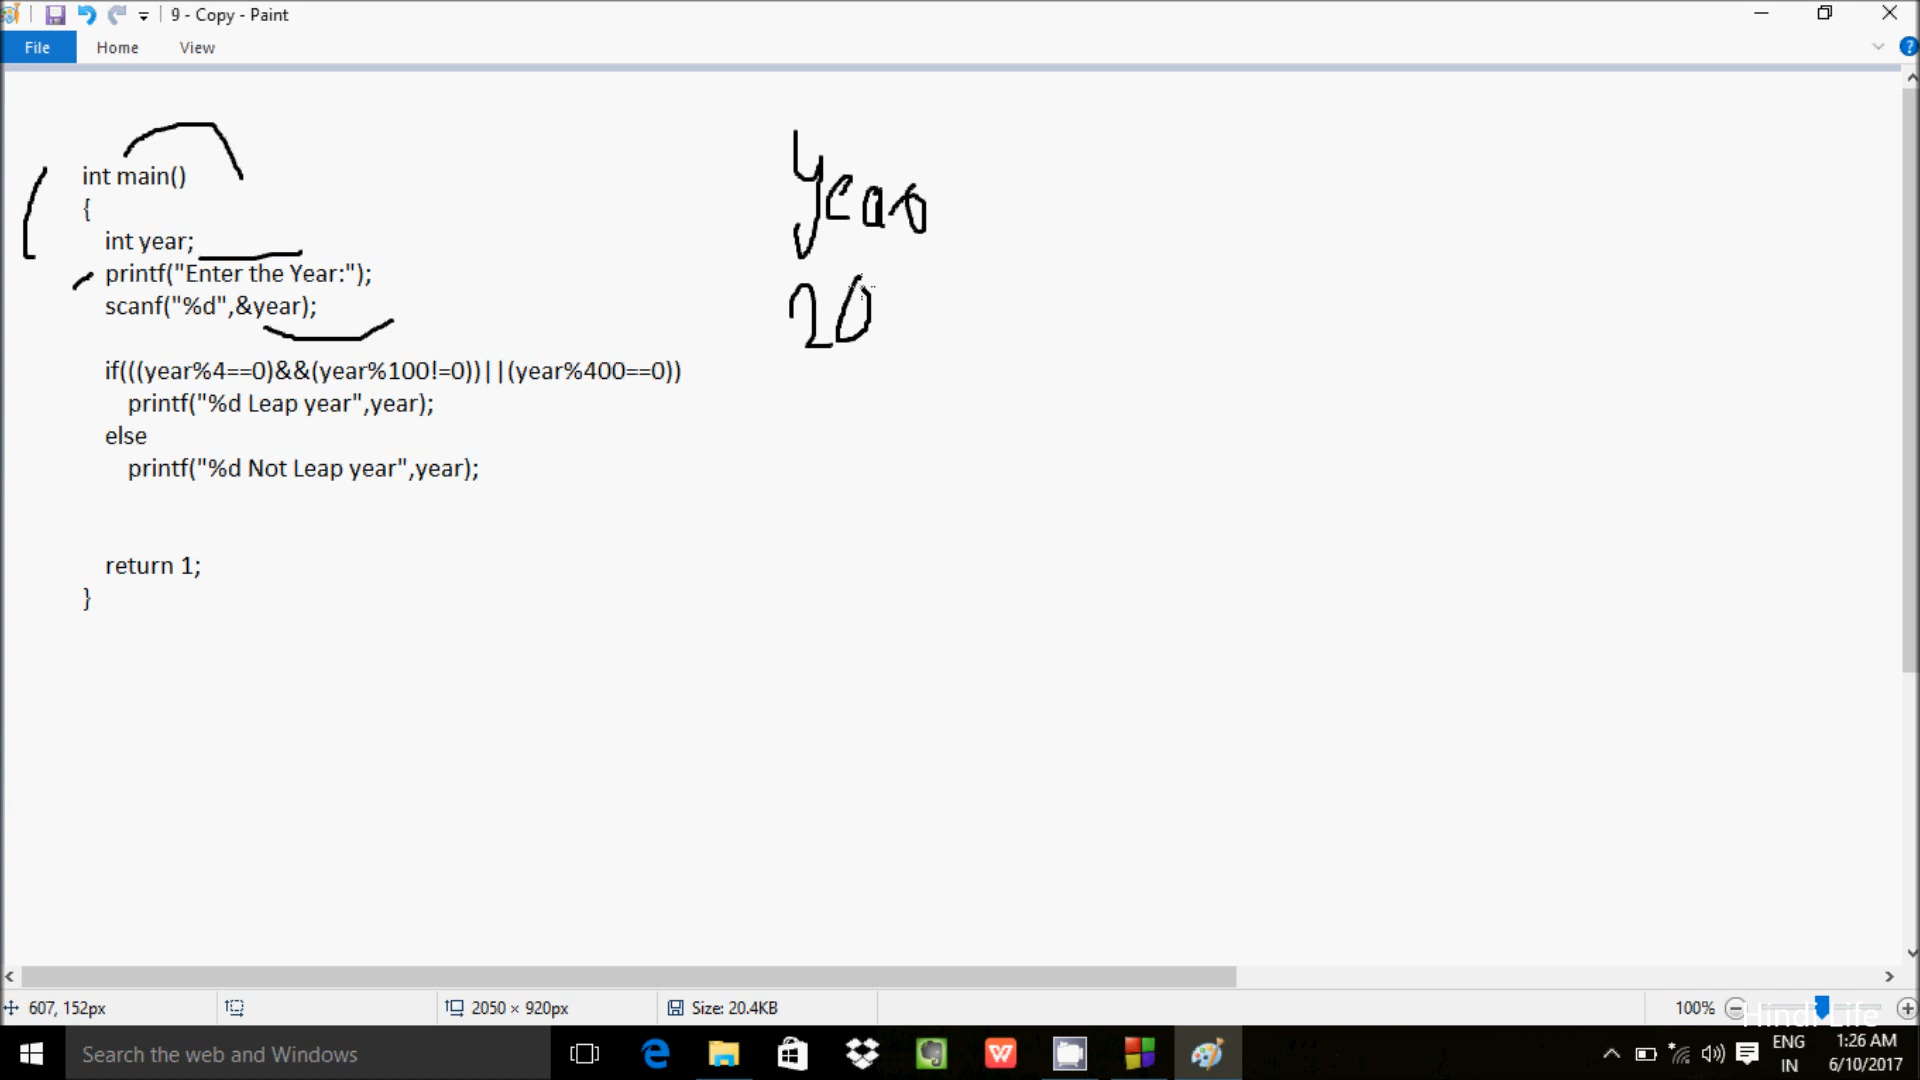 9 - Copy - Paint
File Home View
int main()
{
int year;
printf("Enter the Year:");
scanf("%d",&year);
if(((year%4==0)&&(year%100!=0))||(year%400==0))
printf("%d Leap year",year);
else
printf("%d Not Leap year",year);
return 1;
}
Year
20
607, 152px
2050 × 920px
Size: 20.4KB
100%
Hindi Life
Search the web and Windows
ENG
IN
1:26 AM
6/10/2017